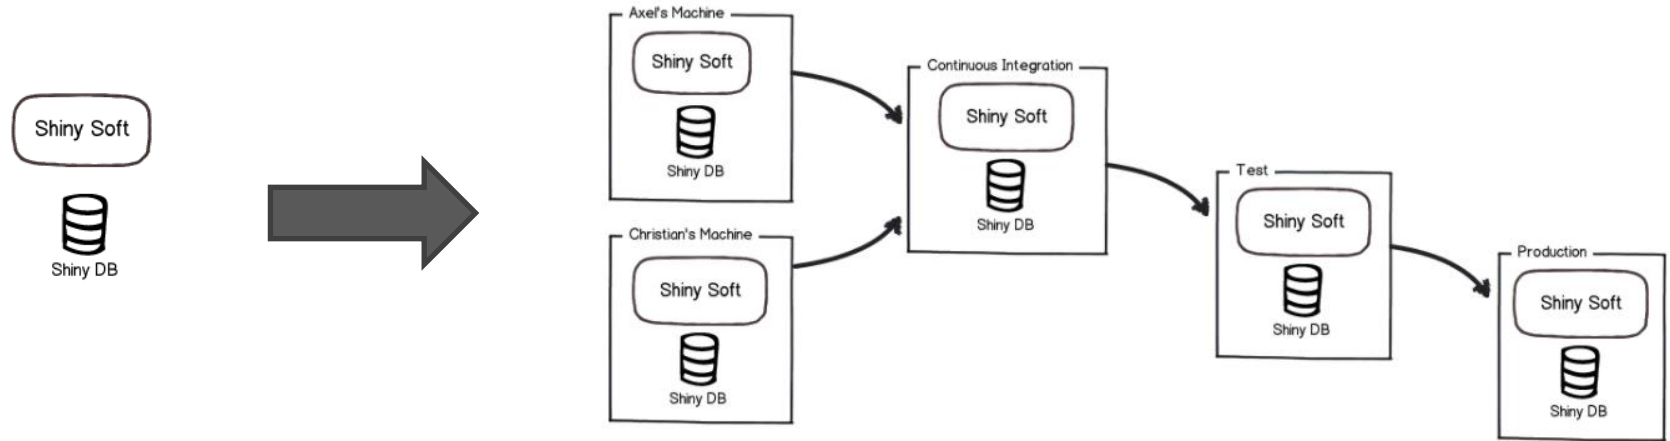 Shiny Soft
Shiny DB
Axel's Machine
Shiny Soft
Shiny DB
Christian's Machine
Shiny Soft
Shiny DB
Continuous Integration
Shiny Soft
Shiny DB
Test
Shiny Soft
Shiny DB
Production
Shiny Soft
Shiny DB